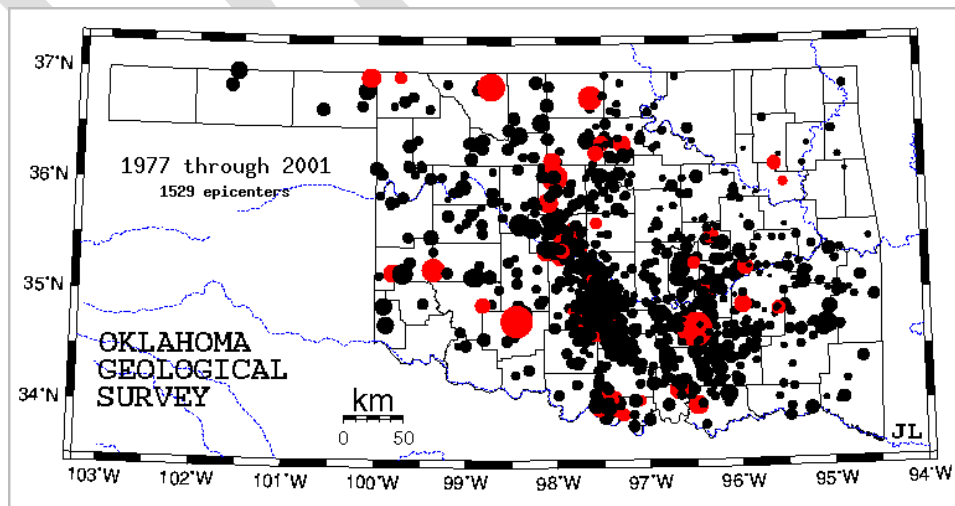 37°N
36°N
35°N
34°N
1977 through 2001
1529 epicenters
OKLAHOMA
GEOLOGICAL
SURVEY
km
0 50
JL
103°W 102°W 101°W 100°W 99°W 98°W 97°W 96°W 95°W 94°W